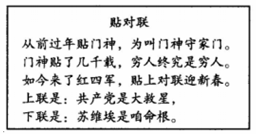 贴对联
从前过年贴门神，为叫门神守家门。
门神贴了几千载，穷人终究是穷人。
如今来了红四军，贴上对联迎新春。
上联是：共产党是大救星，
下联是：苏维埃是咱命根。